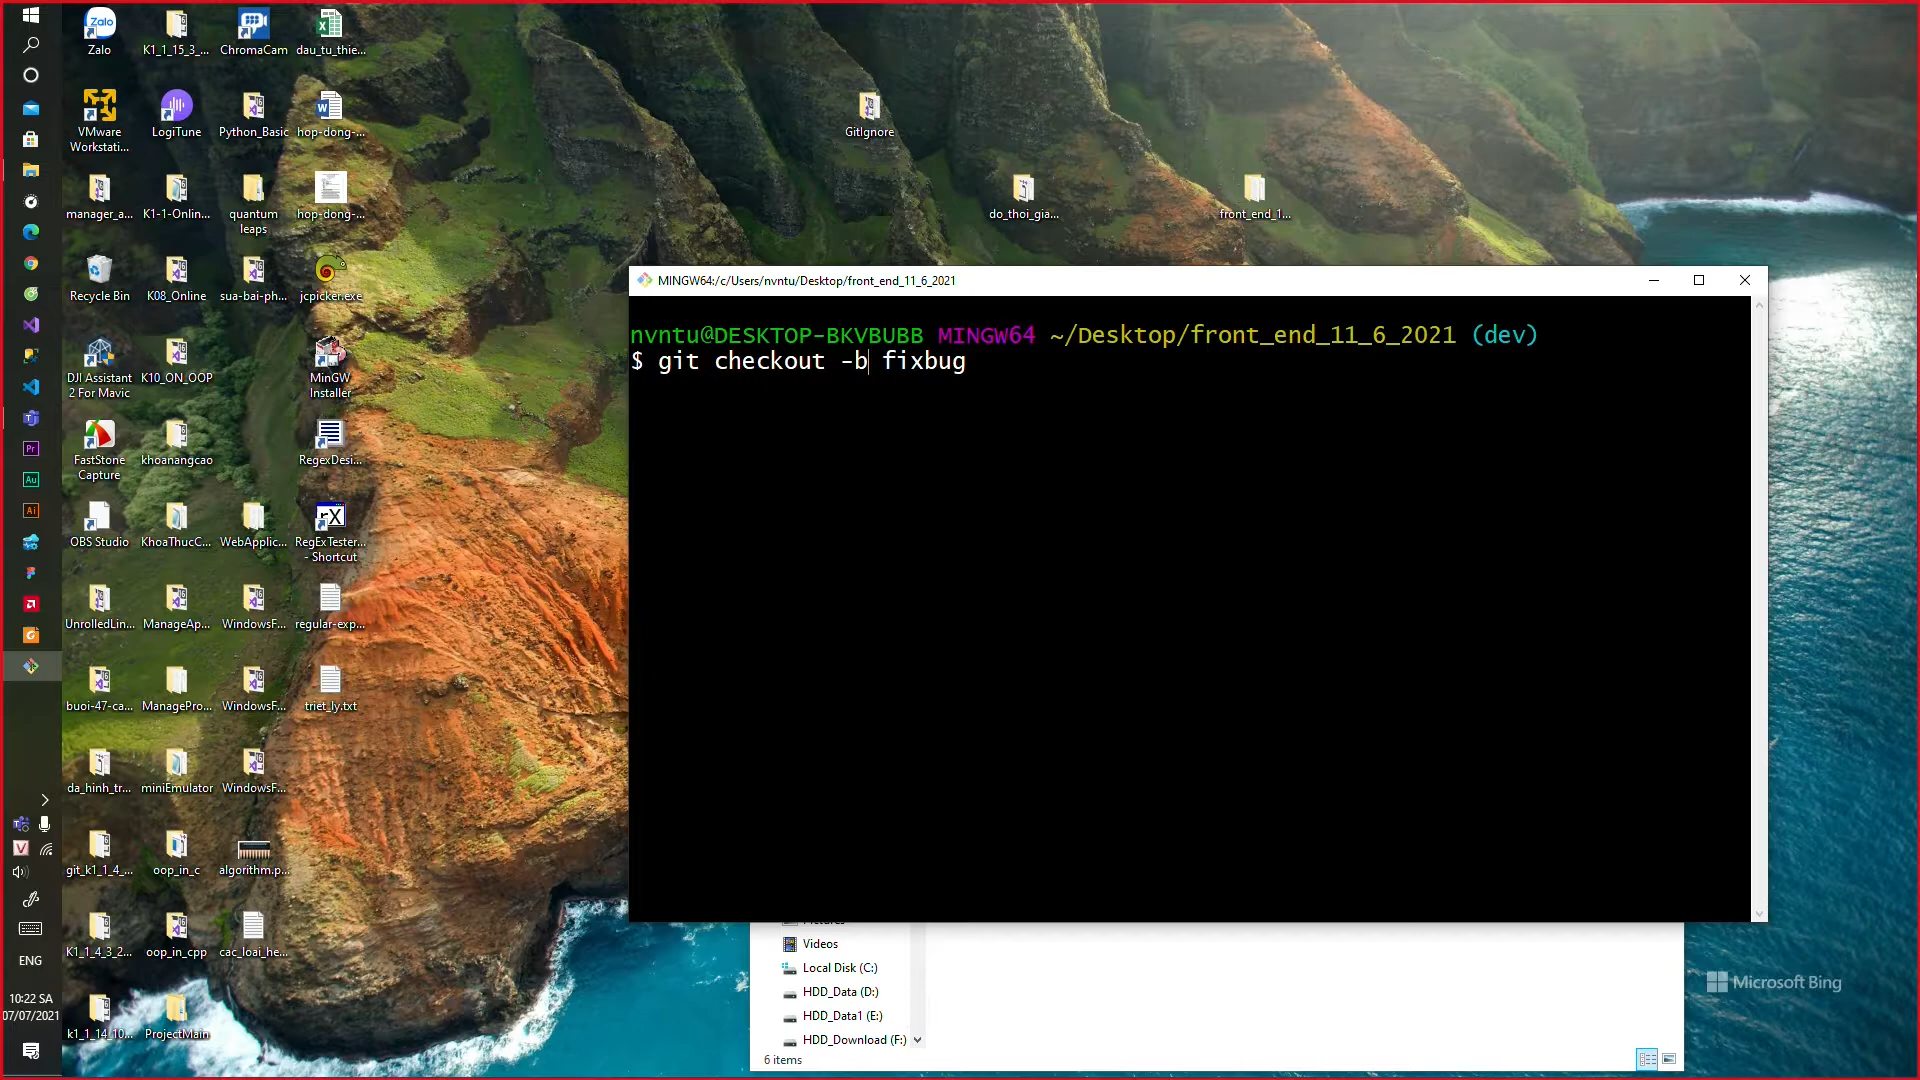 Zalo
K1_1_15_3_...
ChromaCam
dau_tu_thie...
VMware
Workstati...
LogiTune
Python_Basic
hop-dong-...
GitIgnore
manager_a...
K1-1-Onlin...
quantum
leaps
hop-dong-...
do_thoi_gia...
front_end_1...
Recycle Bin
K08_Online
sua-bai-ph...
jcpicker.exe
MINGW64:/c/Users/nvntu/Desktop/front_end_11_6_2021
nvntu@DESKTOP-BKVBUBB MINGW64 ~/Desktop/front_end_11_6_2021 (dev)
$ git checkout -b fixbug
DJI Assistant
2 For Mavic
K10_ON_OOP
MinGW
Installer
FastStone
Capture
khoanangcao
RegexDesi...
OBS Studio
KhoaThucC...
WebApplic...
RegExTester...
- Shortcut
UnrolledLin...
ManageAp...
WindowsF...
regular-exp...
buoi-47-ca...
ManagePro...
WindowsF...
triet_ly.txt
da_hinh_tr...
miniEmulator
WindowsF...
git_k1_1_4_...
oop_in_c
algorithm.p...
K1_1_4_3_2...
oop_in_cpp
cac_loai_he...
k1_1_14_10...
ProjectMain
Pr
Au
Ai
rX
V
ENG
10:22 SA
07/07/2021
Videos
Local Disk (C:)
HDD_Data (D:)
HDD_Data1 (E:)
HDD_Download (F:)
6 items
Microsoft Bing